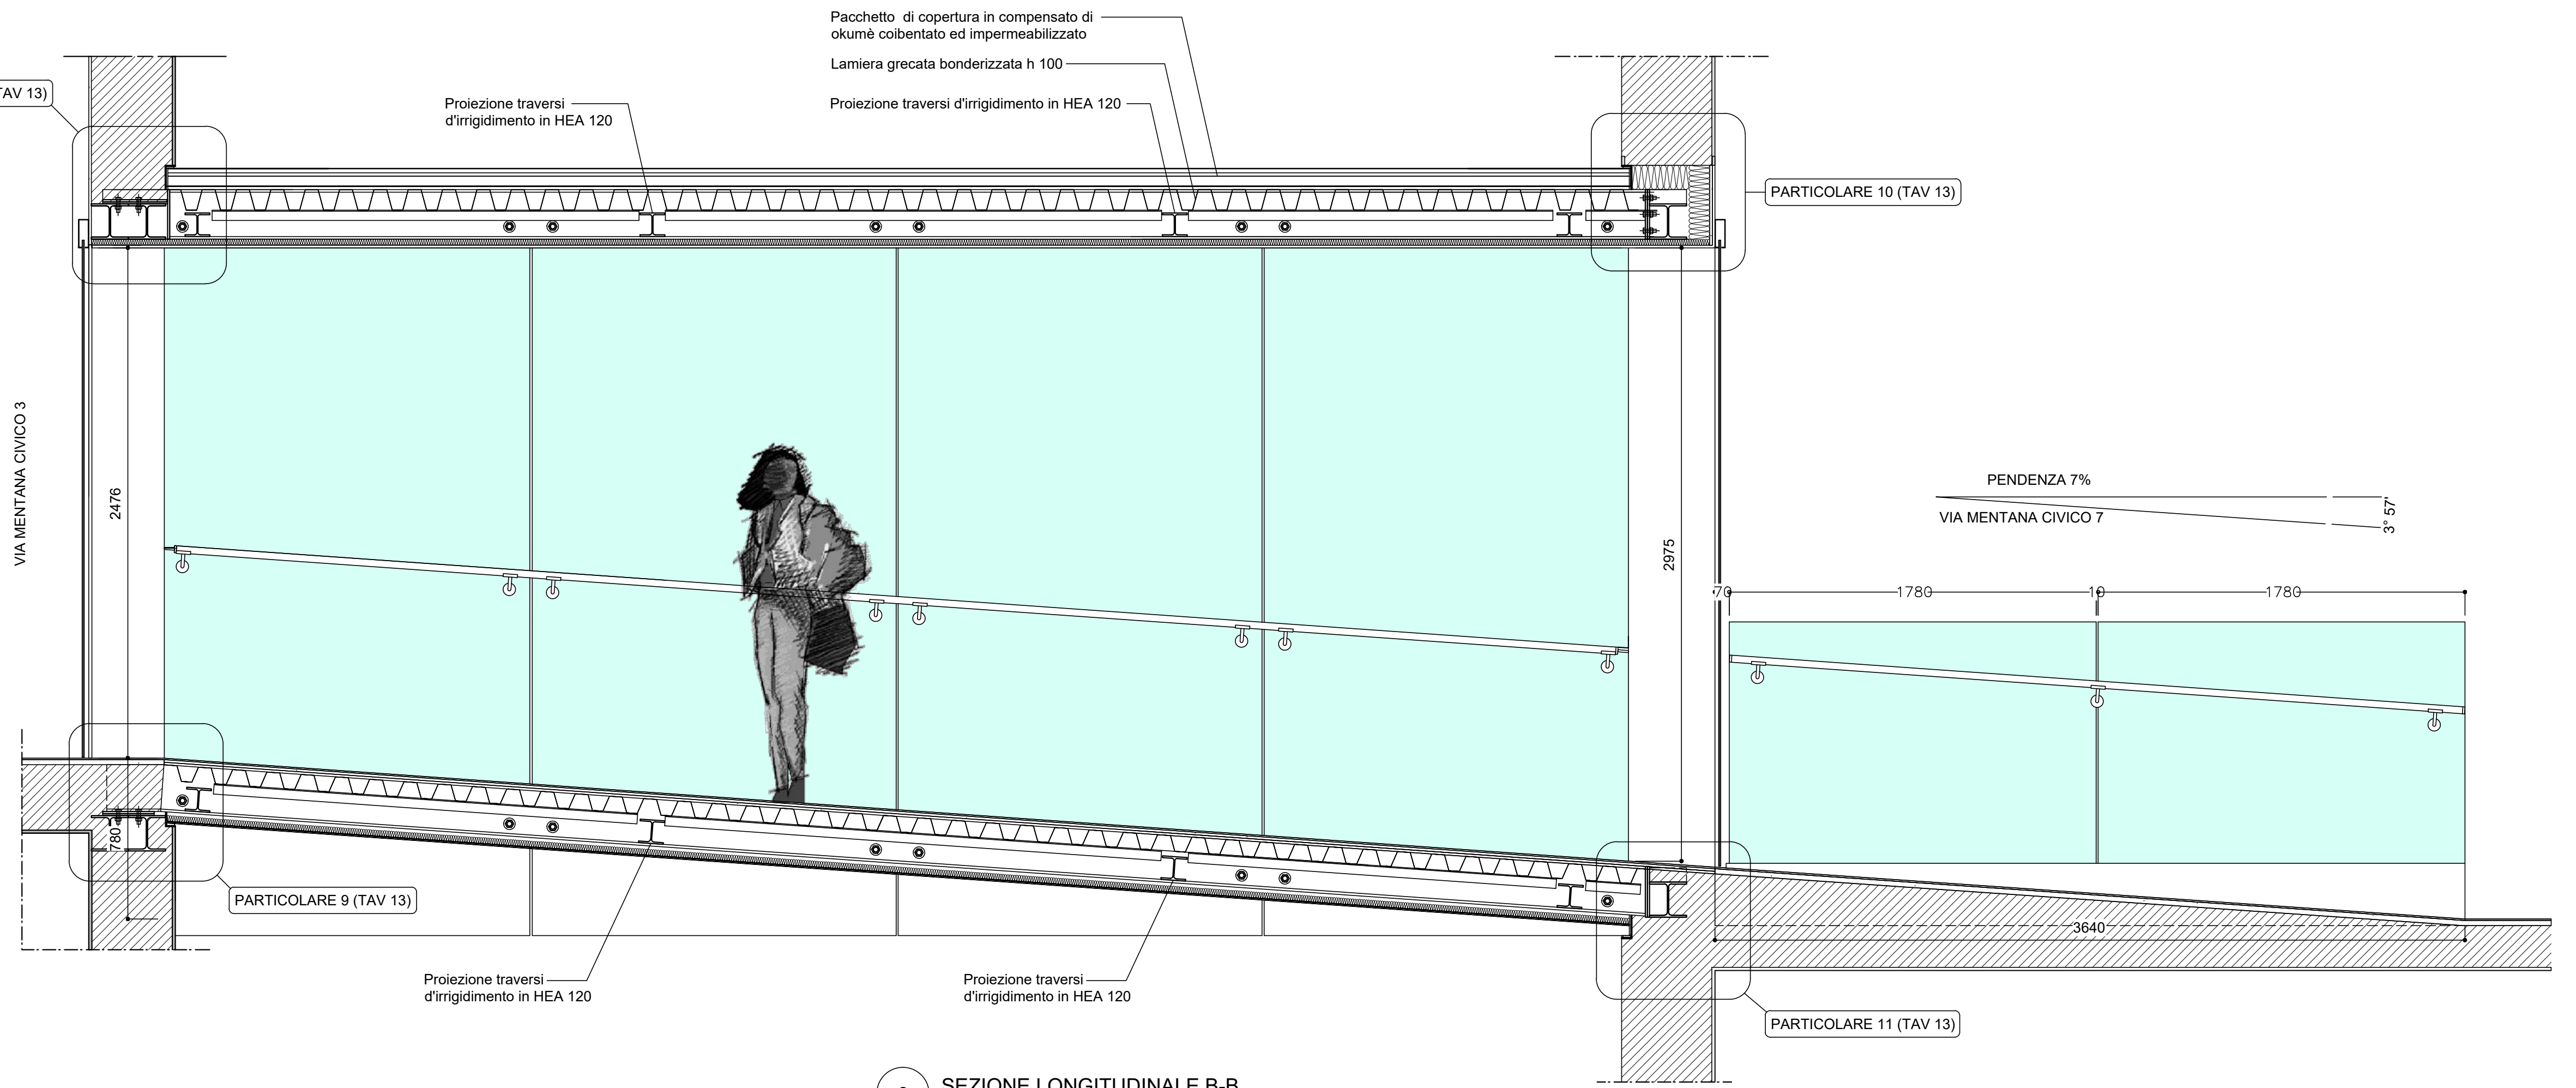 Pacchetto di copertura in compensato di
okumè coibentato ed impermeabilizzato
Lamiera grecata bonderizzata h 100
TAV 13)
Proiezione traversi
d'irrigidimento in HEA 120
Proiezione traversi d'irrigidimento in HEA 120
PARTICOLARE 10 (TAV 13)
VIA MENTANA CIVICO 3
2476
2975
PENDENZA 7%
VIA MENTANA CIVICO 7
3° 57'
70
1780
10
1780
780
PARTICOLARE 9 (TAV 13)
3640
Proiezione traversi
d'irrigidimento in HEA 120
Proiezione traversi
d'irrigidimento in HEA 120
PARTICOLARE 11 (TAV 13)
SEZIONE LONGITUDINALE B-B